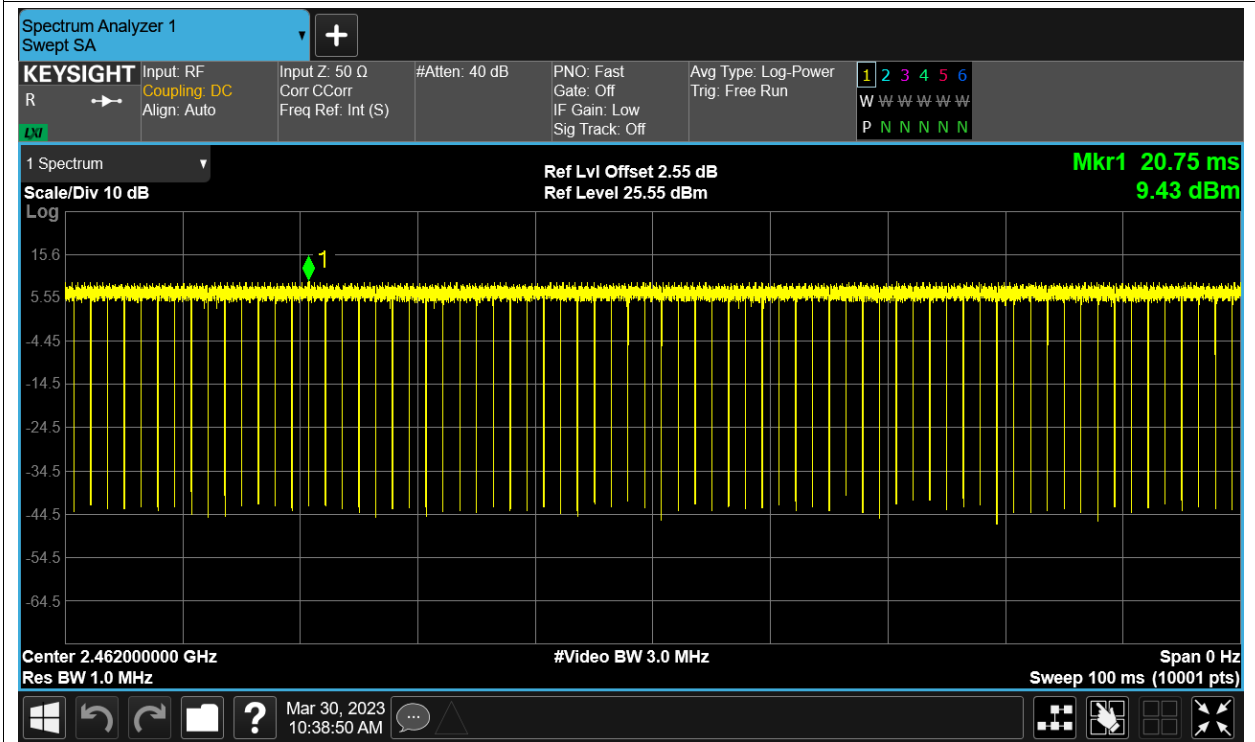 Spectrum Analyzer 1
Swept SA
+
KEYSIGHT
R
LXI
Input: RF
Coupling: DC
Align: Auto
Input Z: 50 Ω
Corr CCorr
Freq Ref: Int (S)
#Atten: 40 dB
PNO: Fast
Gate: Off
IF Gain: Low
Sig Track: Off
Avg Type: Log-Power
Trig: Free Run
1 2 3 4 5 6
W W W W W W
P N N N N N
1 Spectrum
Scale/Div 10 dB
Log
Ref Lvl Offset 2.55 dB
Ref Level 25.55 dBm
Mkr1 20.75 ms
9.43 dBm
1
15.6
5.55
-4.45
-14.5
-24.5
-34.5
-44.5
-54.5
-64.5
Center 2.462000000 GHz
Res BW 1.0 MHz
#Video BW 3.0 MHz
Span 0 Hz
Sweep 100 ms (10001 pts)
?
Mar 30, 2023
10:38:50 AM